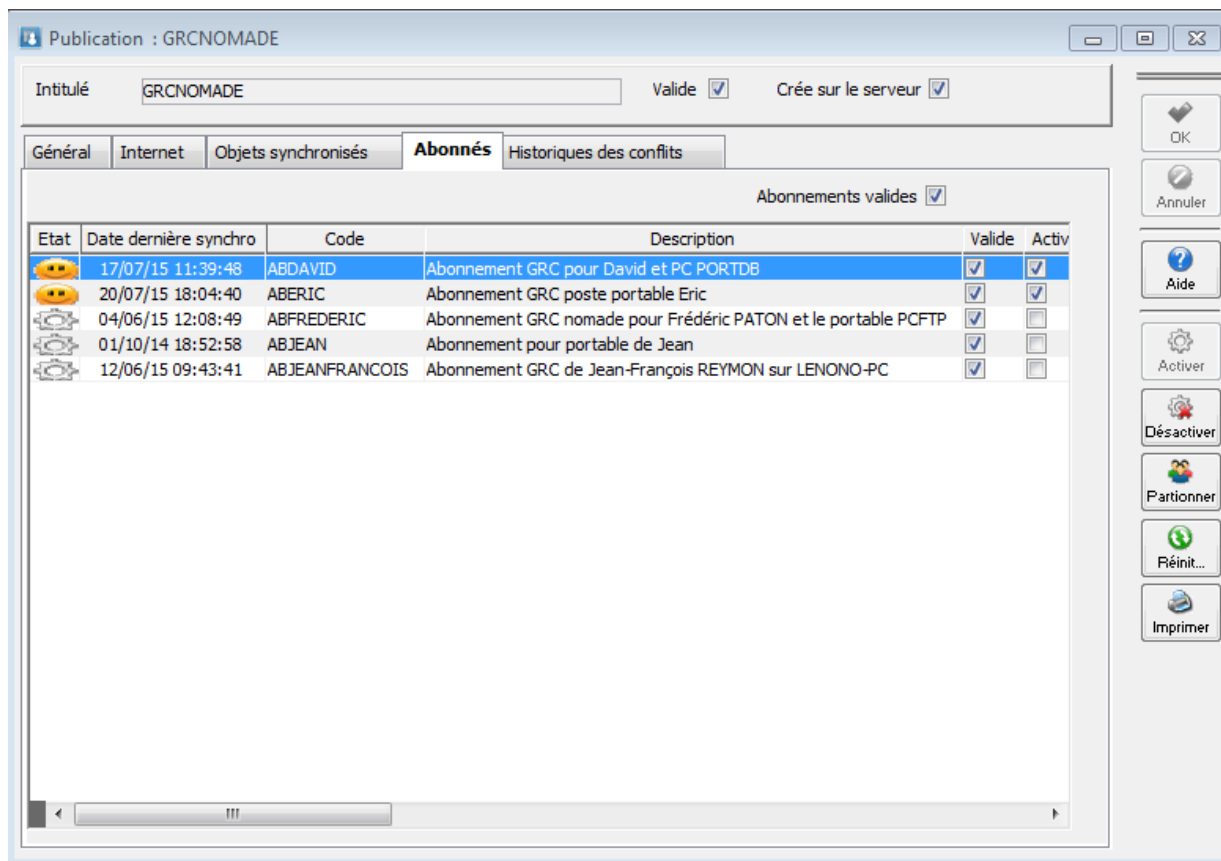 Publication : GRCNOMADE
Intitulé GRCNOMADE Valide Crée sur le serveur
Général Internet Objets synchronisés Abonnés Historiques des conflits
Abonnements valides
Etat Date dernière synchro Code Description Valide Activ
17/07/15 11:39:48 ABDAVID Abonnement GRC pour David et PC PORTDB
20/07/15 18:04:40 ABERIC Abonnement GRC poste portable Eric
04/06/15 12:08:49 ABFREDERIC Abonnement GRC nomade pour Frédéric PATON et le portable PCFTP
01/10/14 18:52:58 ABJEAN Abonnement pour portable de Jean
12/06/15 09:43:41 ABJEANFRANCOIS Abonnement GRC de Jean-François REYMON sur LENONO-PC
OK
Annuler
Aide
Activer
Désactiver
Partionner
Réinit...
Imprimer